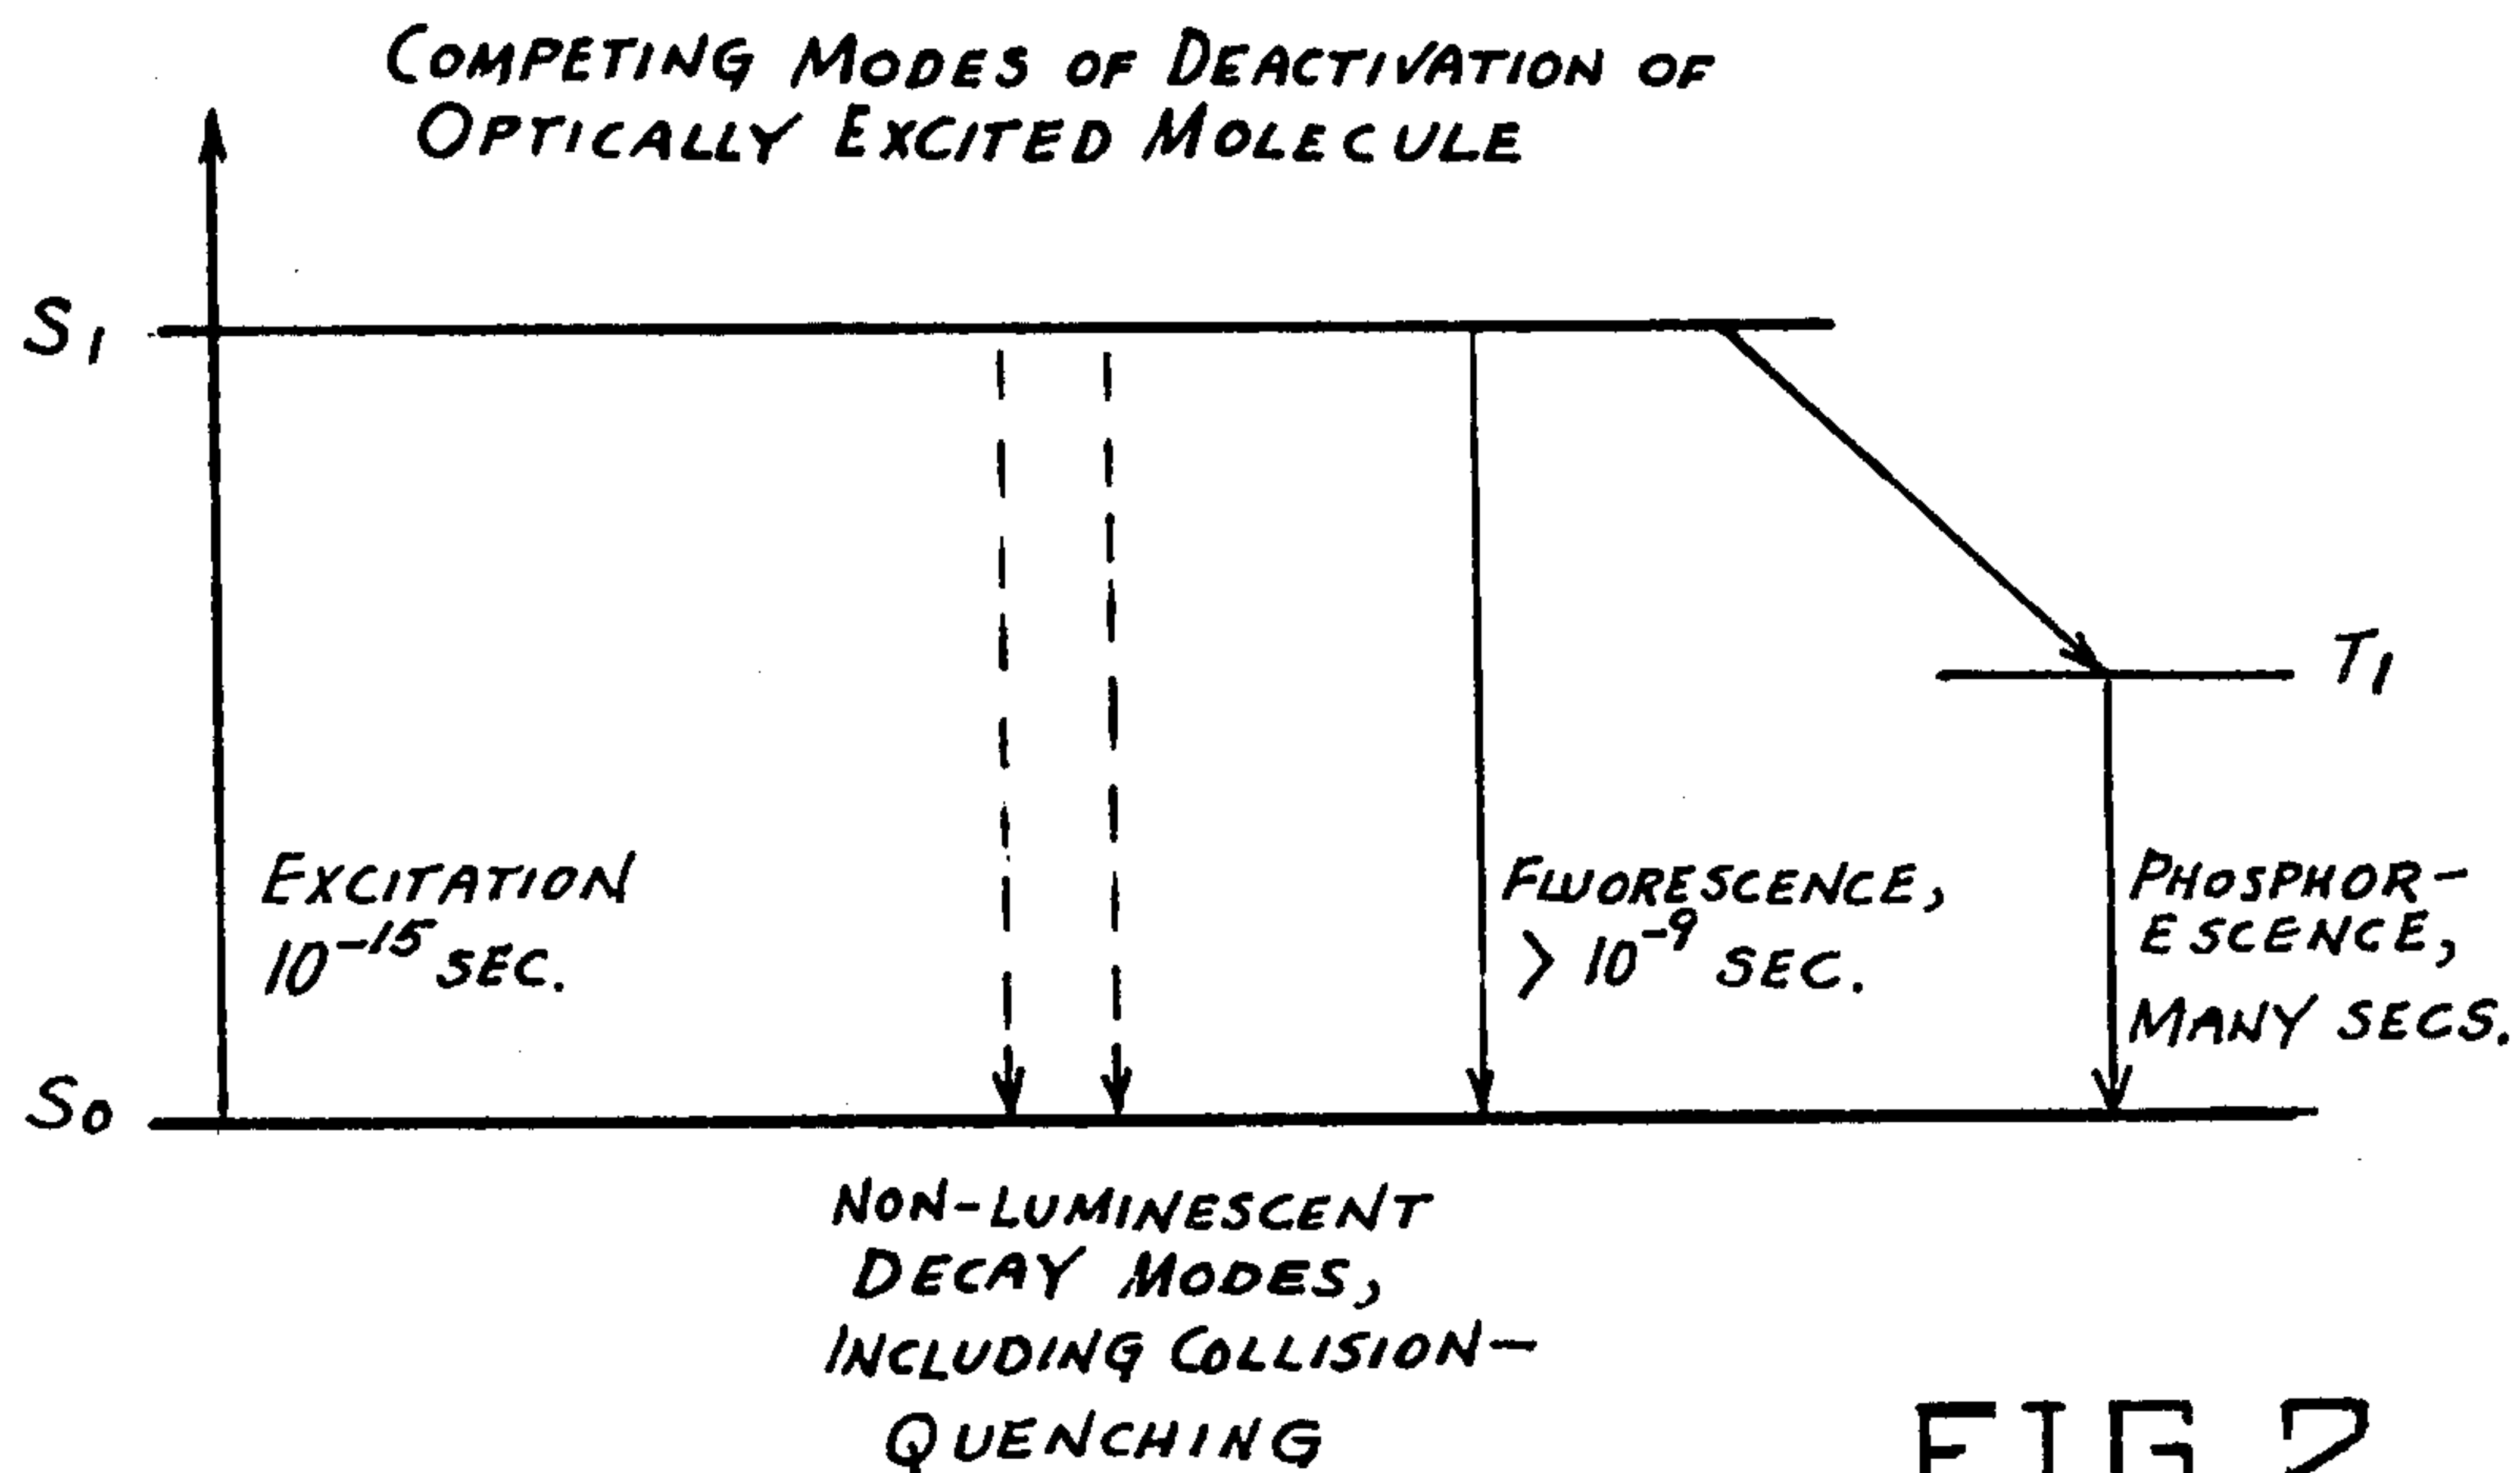 COMPETING MODES OF DEACTIVATION OF
OPTICALLY EXCITED MOLECULE
S1
T1
EXCITATION
10⁻¹⁵ SEC.
FLUORESCENCE,
> 10⁻⁹ SEC.
PHOSPHOR-
ESCENCE,
MANY SECS.
S0
NON-LUMINESCENT
DECAY MODES,
INCLUDING COLLISION-
QUENCHING
FIG 2